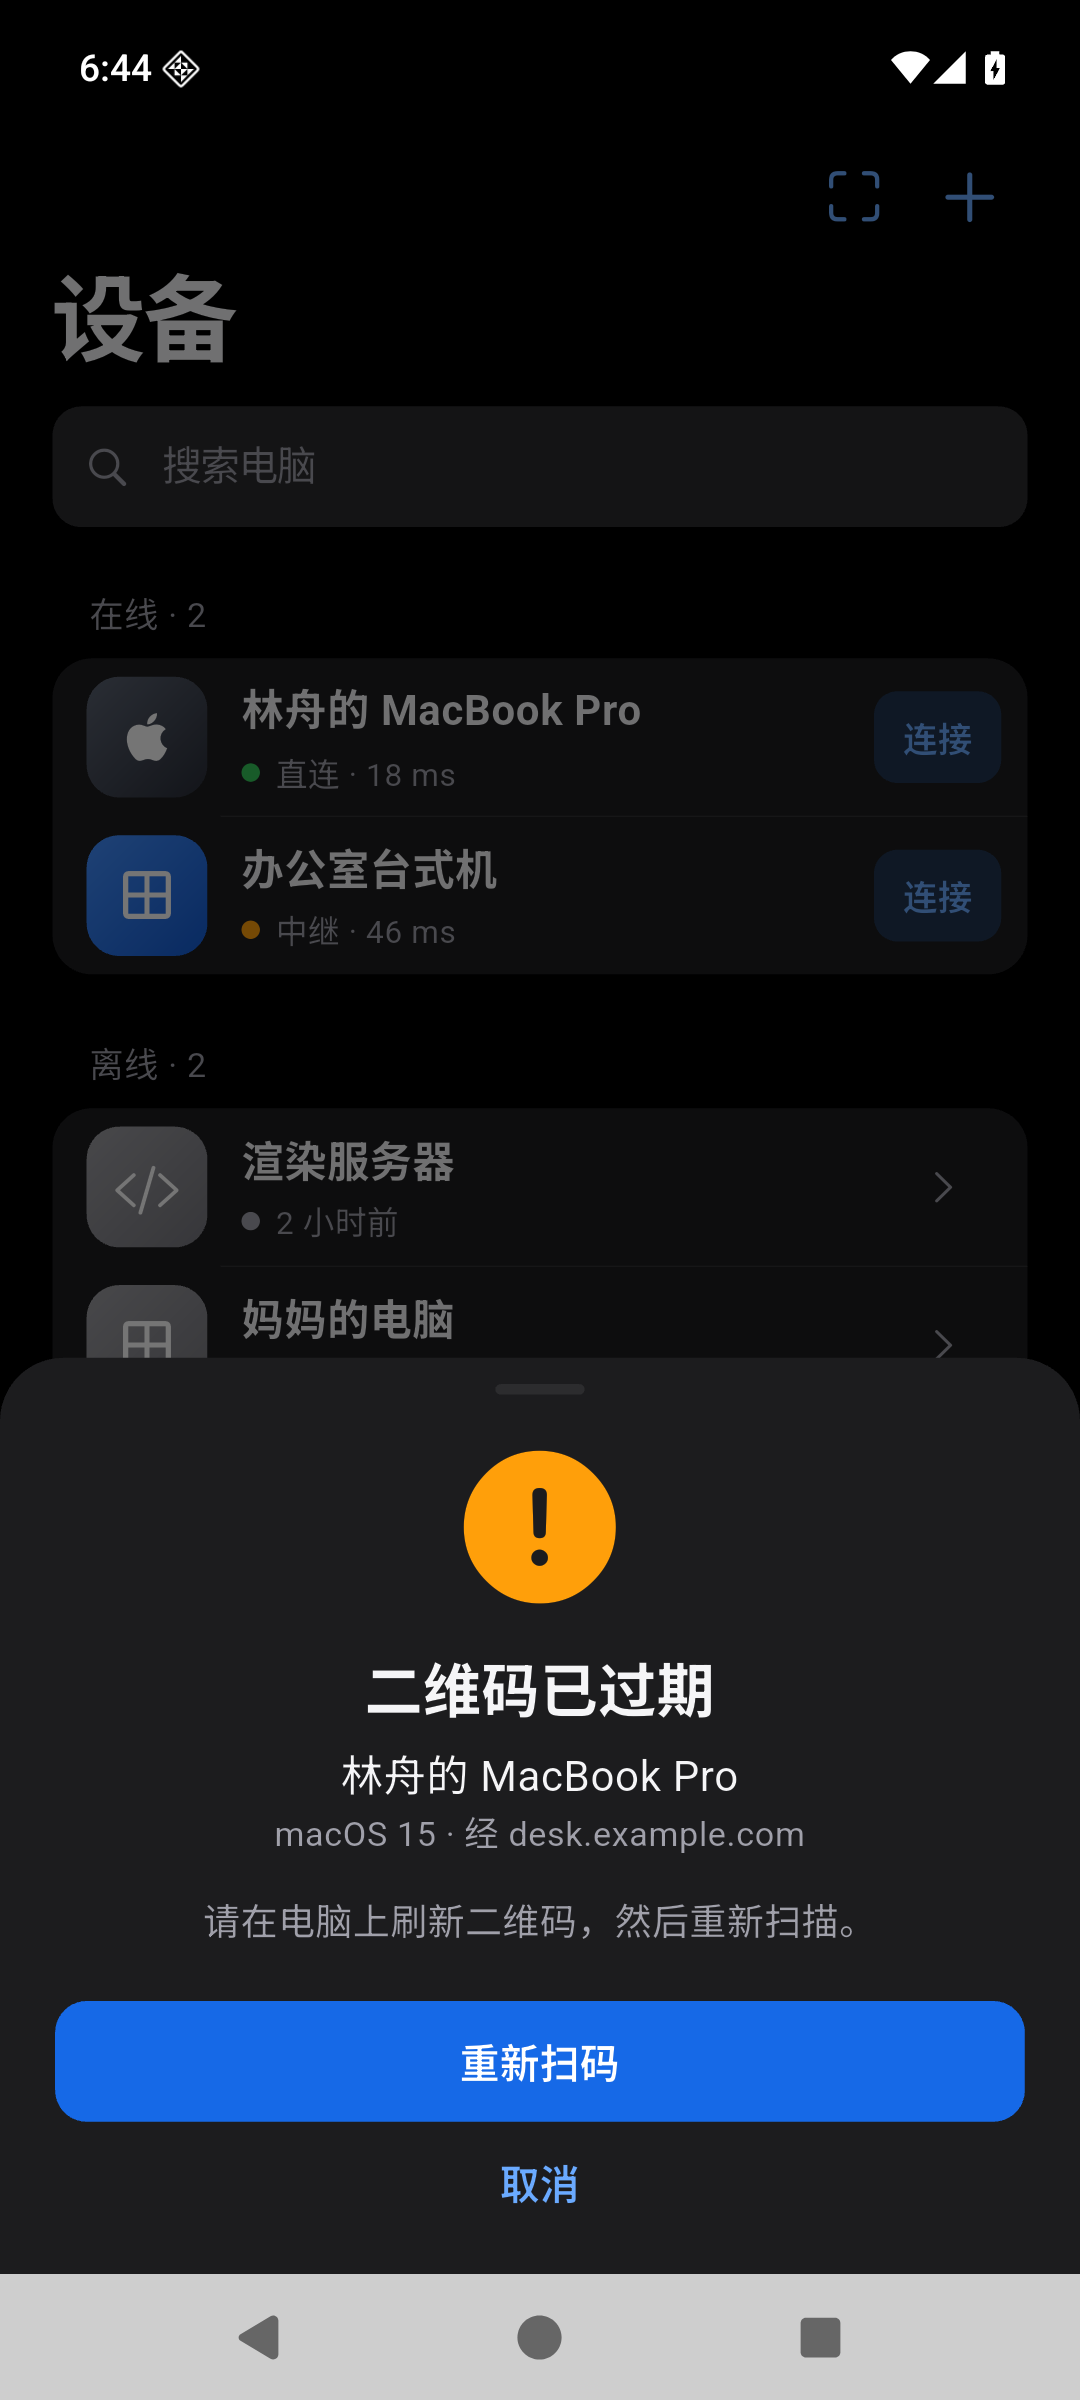 6:44
设备
搜索电脑
在线 · 2
林舟的 MacBook Pro
直连 · 18 ms
连接
办公室台式机
中继 · 46 ms
连接
离线 · 2
渲染服务器
2 小时前
妈妈的电脑
二维码已过期
林舟的 MacBook Pro
macOS 15 · 经 desk.example.com
请在电脑上刷新二维码，然后重新扫描。
重新扫码
取消